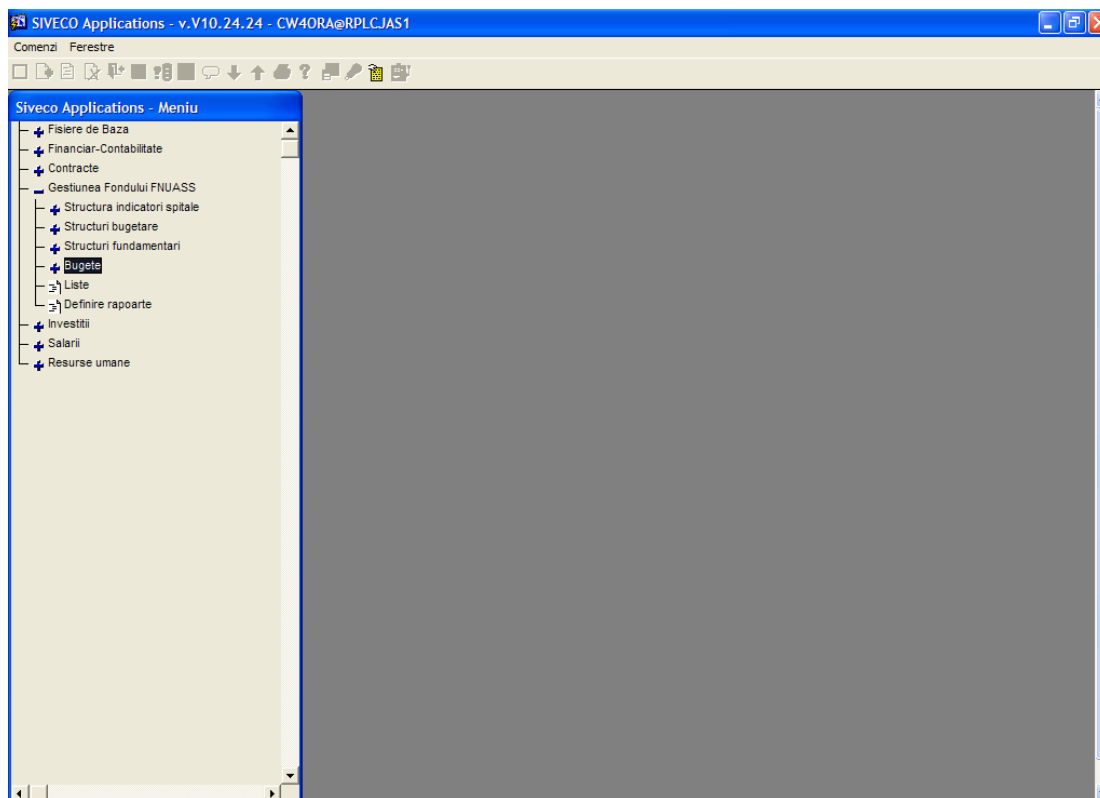 SIVECO Applications - v.V10.24.24 - CW4ORA@RPLCJAS1
Comenzi Ferestre
Siveco Applications - Meniu
Fisiere de Baza
Financiar-Contabilitate
Contracte
Gestiunea Fondului FNUASS
Structura indicatori spitale
Structuri bugetare
Structuri fundamentari
Bugete
Liste
Definire rapoarte
Investitii
Salarii
Resurse umane